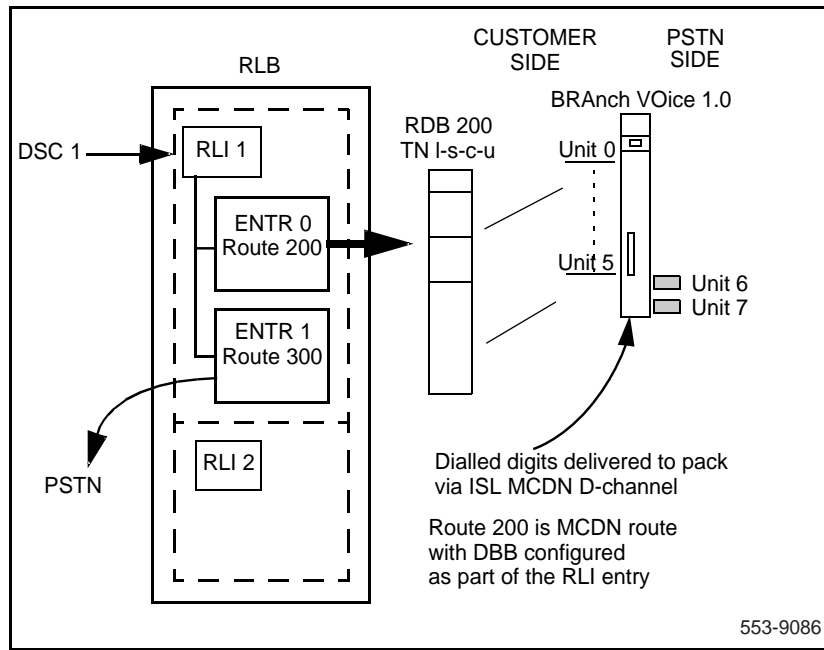 CUSTOMER
SIDE
PSTN
SIDE
RLB
BRAnch VOice 1.0
RDB 200
TN l-s-c-u
DSC 1
RLI 1
Unit 0
ENTR 0
Route 200
Unit 5
Unit 6
Unit 7
ENTR 1
Route 300
PSTN
RLI 2
Dialled digits delivered to pack
via ISL MCDN D-channel
Route 200 is MCDN route
with DBB configured
as part of the RLI entry
553-9086